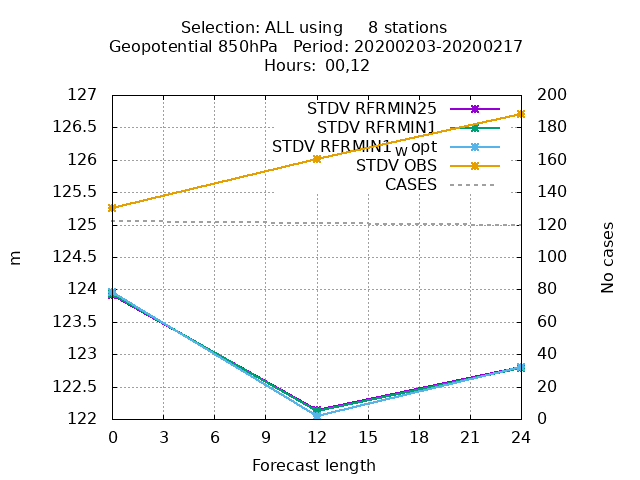 Selection: ALL using 8 stations
Geopotential 850hPa Period: 20200203-20200217
Hours: 00,12
127 200
126.5 180
126 160
125.5 140
125 120
124.5 100
124 80
123.5 60
123 40
122.5 20
122 0
STDV RFRMIN25
STDV RFRMIN1
STDV RFRMIN1_w opt
STDV OBS
CASES
m
No cases
0 3 6 9 12 15 18 21 24
Forecast length